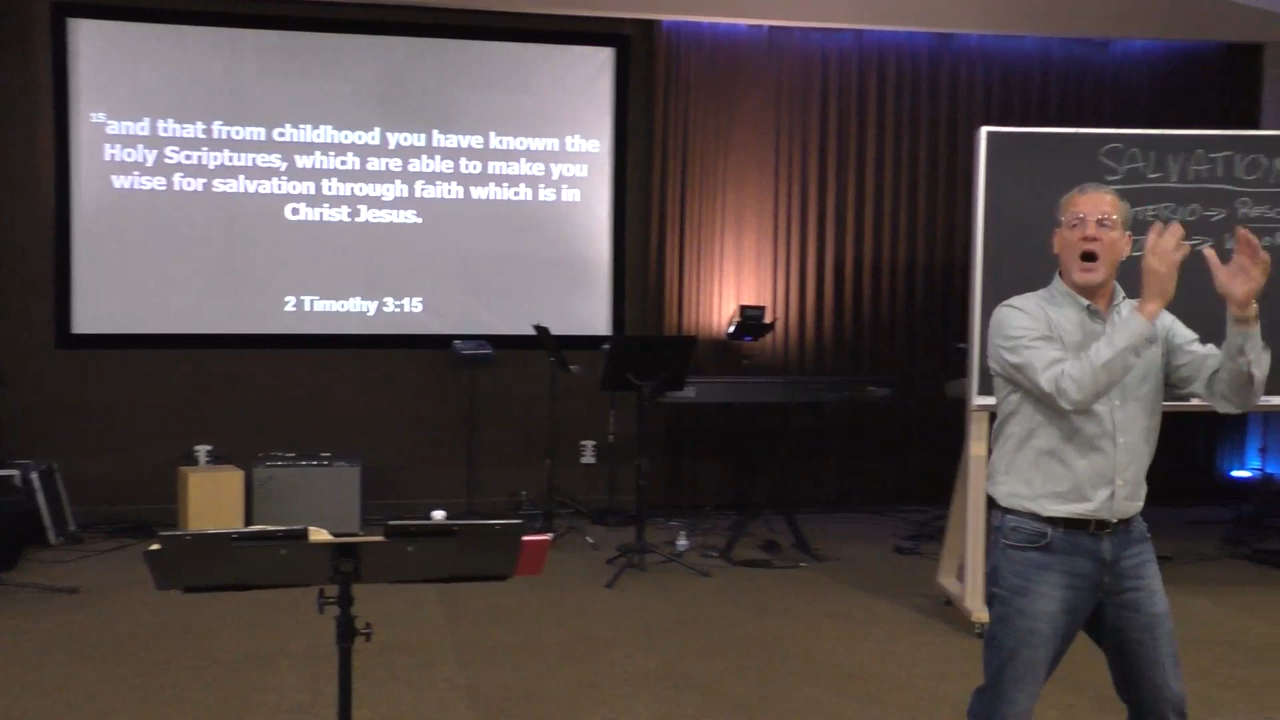 15and that from childhood you have known the
Holy Scriptures, which are able to make you
wise for salvation through faith which is in
Christ Jesus.
2 Timothy 3:15
SALVATION